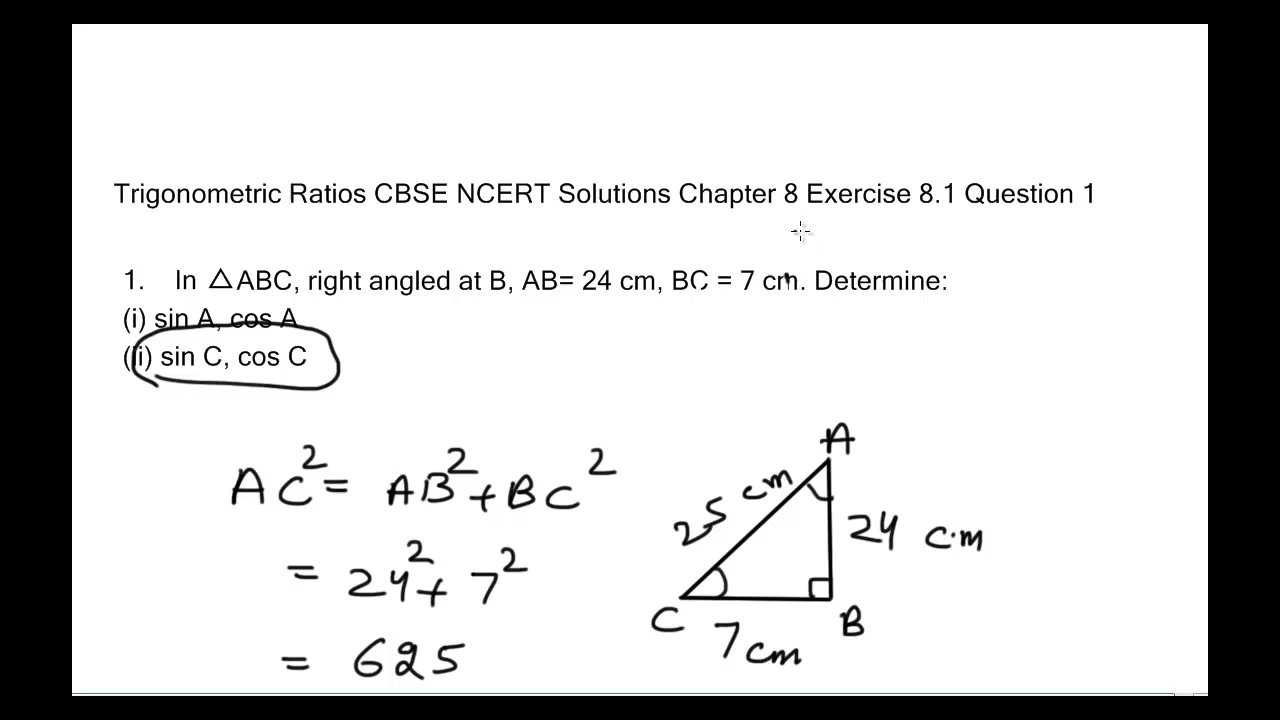 Trigonometric Ratios CBSE NCERT Solutions Chapter 8 Exercise 8.1 Question 1
1. In △ABC, right angled at B, AB= 24 cm, BC = 7 cm. Determine:
(i) sin A, cos A
(ii) sin C, cos C
AC² = AB² + BC²
= 24² + 7²
= 625
A
25 cm
24 c.m
C
B
7 cm